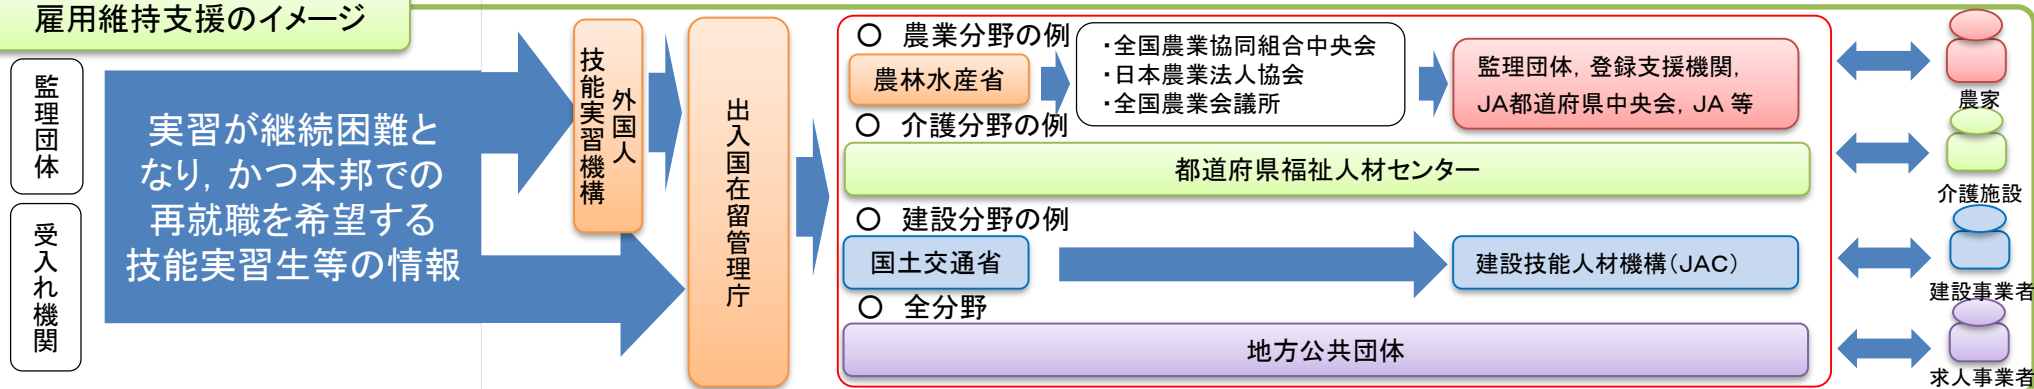 雇用維持支援のイメージ
監理団体
受入れ機関
実習が継続困難と
なり，かつ本邦での
再就職を希望する
技能実習生等の情報
外国人
技能実習機構
出入国在留管理庁
○ 農業分野の例
農林水産省
・全国農業協同組合中央会
・日本農業法人協会
・全国農業会議所
監理団体，登録支援機関，
JA都道府県中央会，JA 等
農家
○ 介護分野の例
都道府県福祉人材センター
介護施設
○ 建設分野の例
国土交通省
建設技能人材機構（JAC）
建設事業者
○ 全分野
地方公共団体
求人事業者